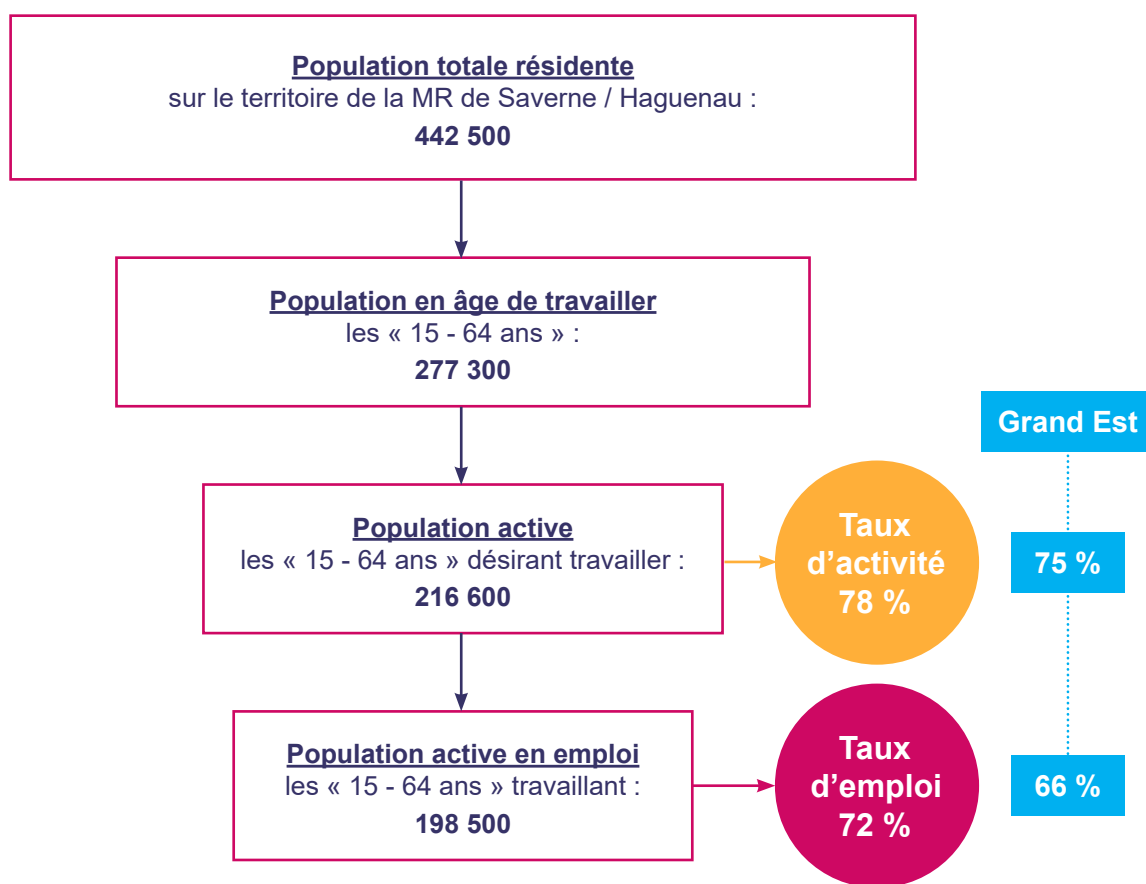 Population totale résidente
sur le territoire de la MR de Saverne / Haguenau :
442 500
Population en âge de travailler
les « 15 - 64 ans » :
277 300
Grand Est
Population active
les « 15 - 64 ans » désirant travailler :
216 600
Taux
d’activité
78 %
75 %
Population active en emploi
les « 15 - 64 ans » travaillant :
198 500
Taux
d’emploi
72 %
66 %